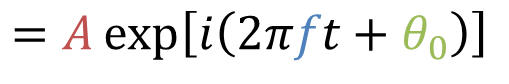 = A exp[i(2πft + θ₀)]